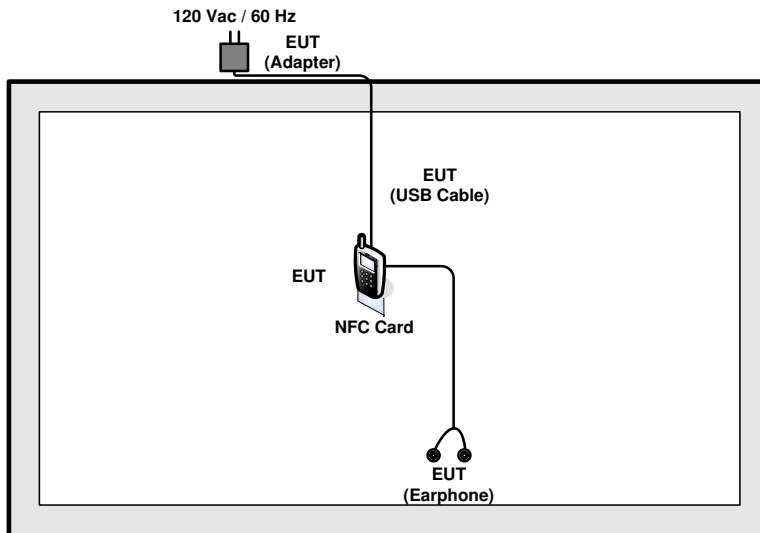 120 Vac / 60 Hz
EUT
(Adapter)
EUT
(USB Cable)
EUT
NFC Card
EUT
(Earphone)